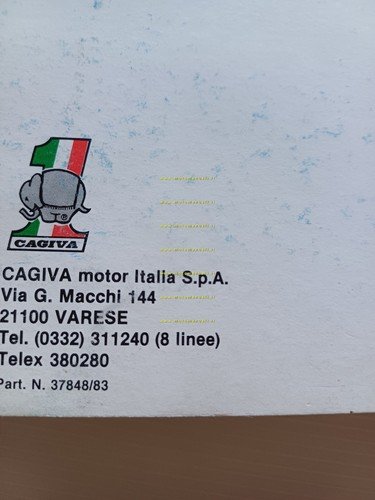 1
CAGIVA
CAGIVA motor Italia S.p.A.
Via G. Macchi 144
21100 VARESE
Tel. (0332) 311240 (8 linee)
Telex 380280
Part. N. 37848/83